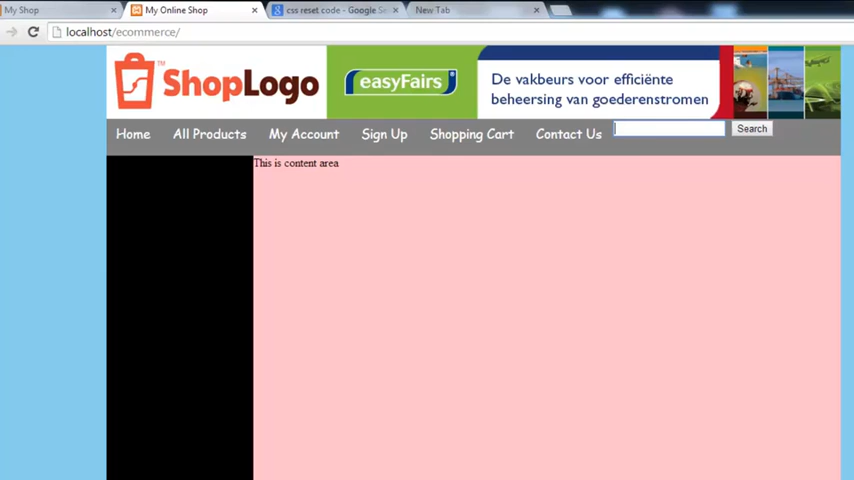 My Shop
My Online Shop
css reset code - Google Se
New Tab
localhost/ecommerce/
ShopLogo
TM
easyFairs
De vakbeurs voor efficiënte
beheersing van goederenstromen
Home All Products My Account Sign Up Shopping Cart Contact Us Search
This is content area